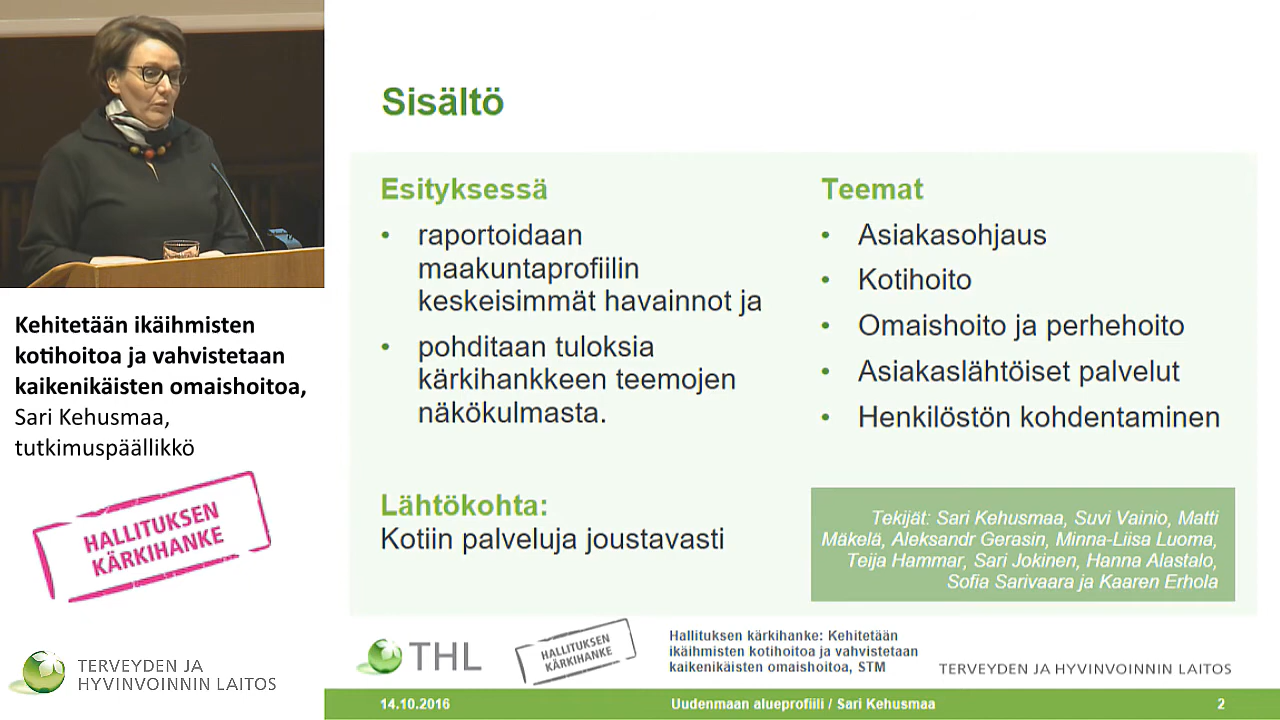 Kehitetään ikäihmisten
kotihoitoa ja vahvistetaan
kaikenikäisten omaishoitoa,
Sari Kehusmaa,
tutkimuspäällikkö
HALLITUKSEN
KÄRKIHANKE
TERVEYDEN JA
HYVINVOINNIN LAITOS
Sisältö
Esityksessä
• raportoidaan
maakuntaprofiilin
keskeisimmät havainnot ja
• pohditaan tuloksia
kärkihankkeen teemojen
näkökulmasta.
Lähtökohta:
Kotiin palveluja joustavasti
Teemat
• Asiakasohjaus
• Kotihoito
• Omaishoito ja perhehoito
• Asiakaslähtöiset palvelut
• Henkilöstön kohdentaminen
Tekijät: Sari Kehusmaa, Suvi Vainio, Matti
Mäkelä, Aleksandr Gerasin, Minna-Liisa Luoma,
Teija Hammar, Sari Jokinen, Hanna Alastalo,
Sofia Sarivaara ja Kaaren Erhola
THL
HALLITUKSEN
KÄRKIHANKE
Hallituksen kärkihanke: Kehitetään
ikäihmisten kotihoitoa ja vahvistetaan
kaikenikäisten omaishoitoa, STM
TERVEYDEN JA HYVINVOINNIN LAITOS
14.10.2016
Uudenmaan alueprofiili / Sari Kehusmaa
2